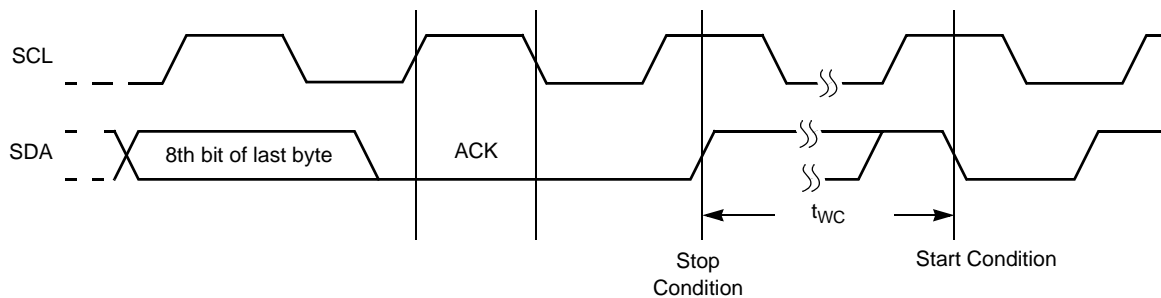 SCL
SDA
8th bit of last byte
ACK
tWC
Stop
Condition
Start Condition